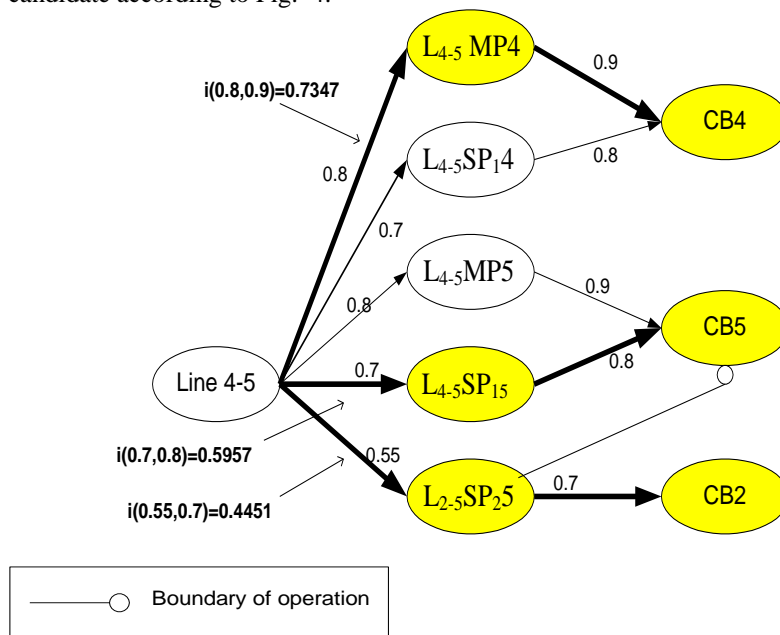 candidate according to Fig. 4.
L4-5 MP4
0.9
CB4
i(0.8,0.9)=0.7347
0.8
L4-5SP14
0.8
0.7
L4-5MP5
0.9
0.8
CB5
Line 4-5
0.7
L4-5SP15
0.8
i(0.7,0.8)=0.5957
0.55
i(0.55,0.7)=0.4451
L2-5SP25
0.7
CB2
Boundary of operation